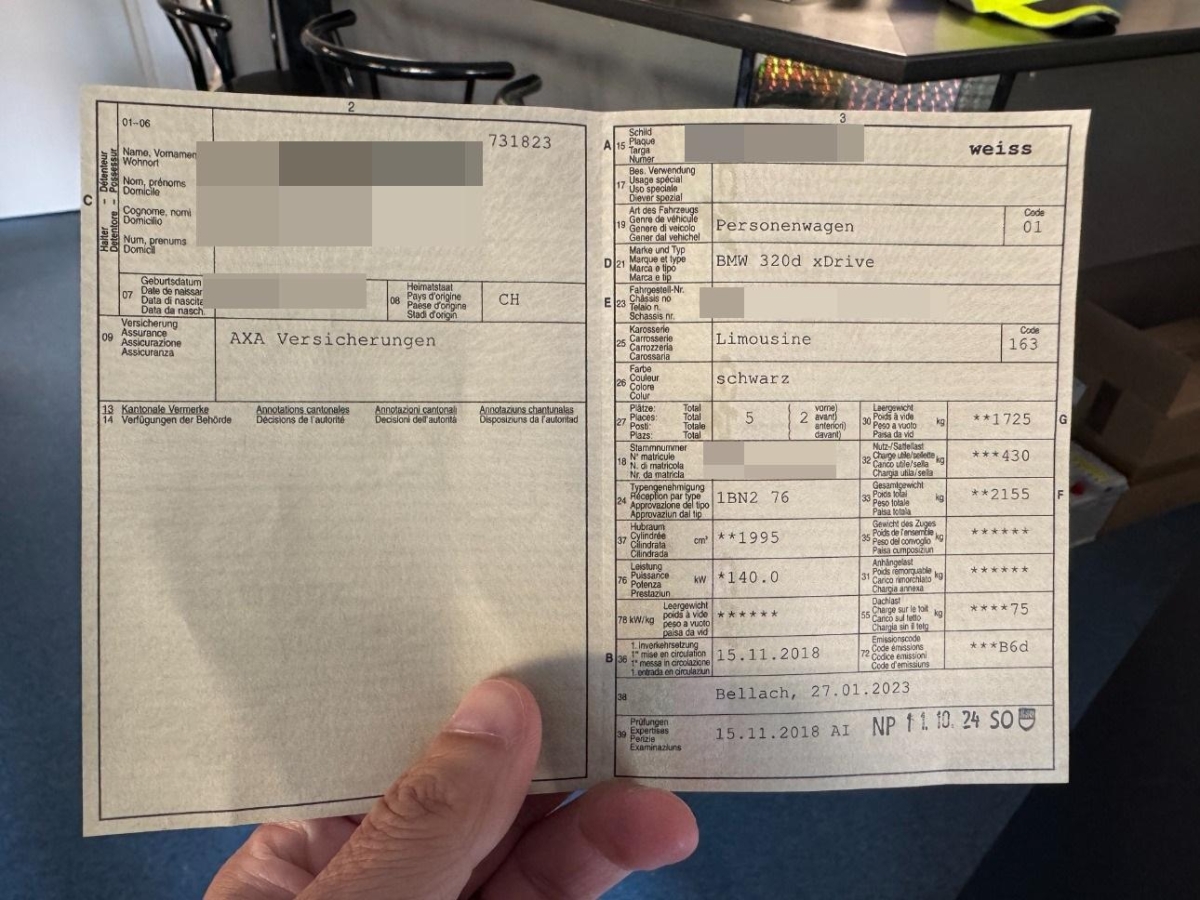 2
01-06
731823
C
Halter - Détenteur
Detentore - Possessur
Name, Vornamen
Wohnort
Nom, prénoms
Domicile
Cognome, nomi
Domicilio
Num, prenums
Domicil
07
Geburtsdatum
Date de naissan
Data di nascita
Data da nasch.
08
Heimatstaat
Pays d'origine
Paese d'origine
Stadi d'origin
CH
09
Versicherung
Assurance
Assicurazione
Assicuranza
AXA Versicherungen
13 Kantonale Vermerke Annotations cantonales Annotazioni cantonali Annotaziuns chantunalas
14 Verfügungen der Behörde Décisions de l'autorité Decisioni dell'autorità Disposiziuns da l'autoritad
3
A 15
Schild
Plaque
Targa
Numer
weiss
17
Bes. Verwendung
Usage spécial
Uso speciale
Diever spezial
19
Art des Fahrzeugs
Genre de véhicule
Genere di veicolo
Gener dal vehichel
Personenwagen
Code
01
D 21
Marke und Typ
Marque et type
Marca e tipo
Marca e tip
BMW 320d xDrive
E 23
Fahrgestell-Nr.
Châssis no
Telaio n.
Schassis nr.
25
Karosserie
Carrosserie
Carrozzeria
Carossaria
Limousine
Code
163
26
Farbe
Couleur
Colore
Colur
schwarz
27
Plätze: Total
Places: Total
Posti: Totale
Plazs: Total
5
2
vorne)
avant)
anteriori)
davant)
30
Leergewicht
Poids à vide
Peso a vuoto
Paisa da vid
kg
**1725
G
18
Stammnummer
N° matricule
N. di matricola
Nr. da matricla
32
Nutz-/Sattellast
Charge utile/sellette
Carico utile/sella
Chargia utila/sella
kg
***430
24
Typengenehmigung
Réception par type
Approvazione del tipo
Approvaziun dal tip
1BN2 76
33
Gesamtgewicht
Poids total
Peso totale
Paisa totala
kg
**2155
F
37
Hubraum
Cylindrée
Cilindrata
Cilindrada
cm³
**1995
35
Gewicht des Zuges
Poids de l'ensemble
Peso del convoglio
Paisa cumposiziun
kg
******
76
Leistung
Puissance
Potenza
Prestaziun
kW
*140.0
31
Anhängelast
Poids remorquable
Carico rimorchiato
Chargia annexa
kg
******
78 kW/kg
Leergewicht
poids à vide
peso a vuoto
paisa da vid
******
55
Dachlast
Charge sur le toit
Carico sul tetto
Chargia sin il tetg
kg
****75
B 36
1. Inverkehrsetzung
1re mise en circulation
1a messa in circolazione
1. entrada en circulaziun
15.11.2018
72
Emissionscode
Code émissions
Codice emissioni
Code d'emissiuns
***B6d
38
Bellach, 27.01.2023
39
Prüfungen
Expertises
Perizie
Examinaziuns
15.11.2018 AI
NP 11. 10. 24 SO